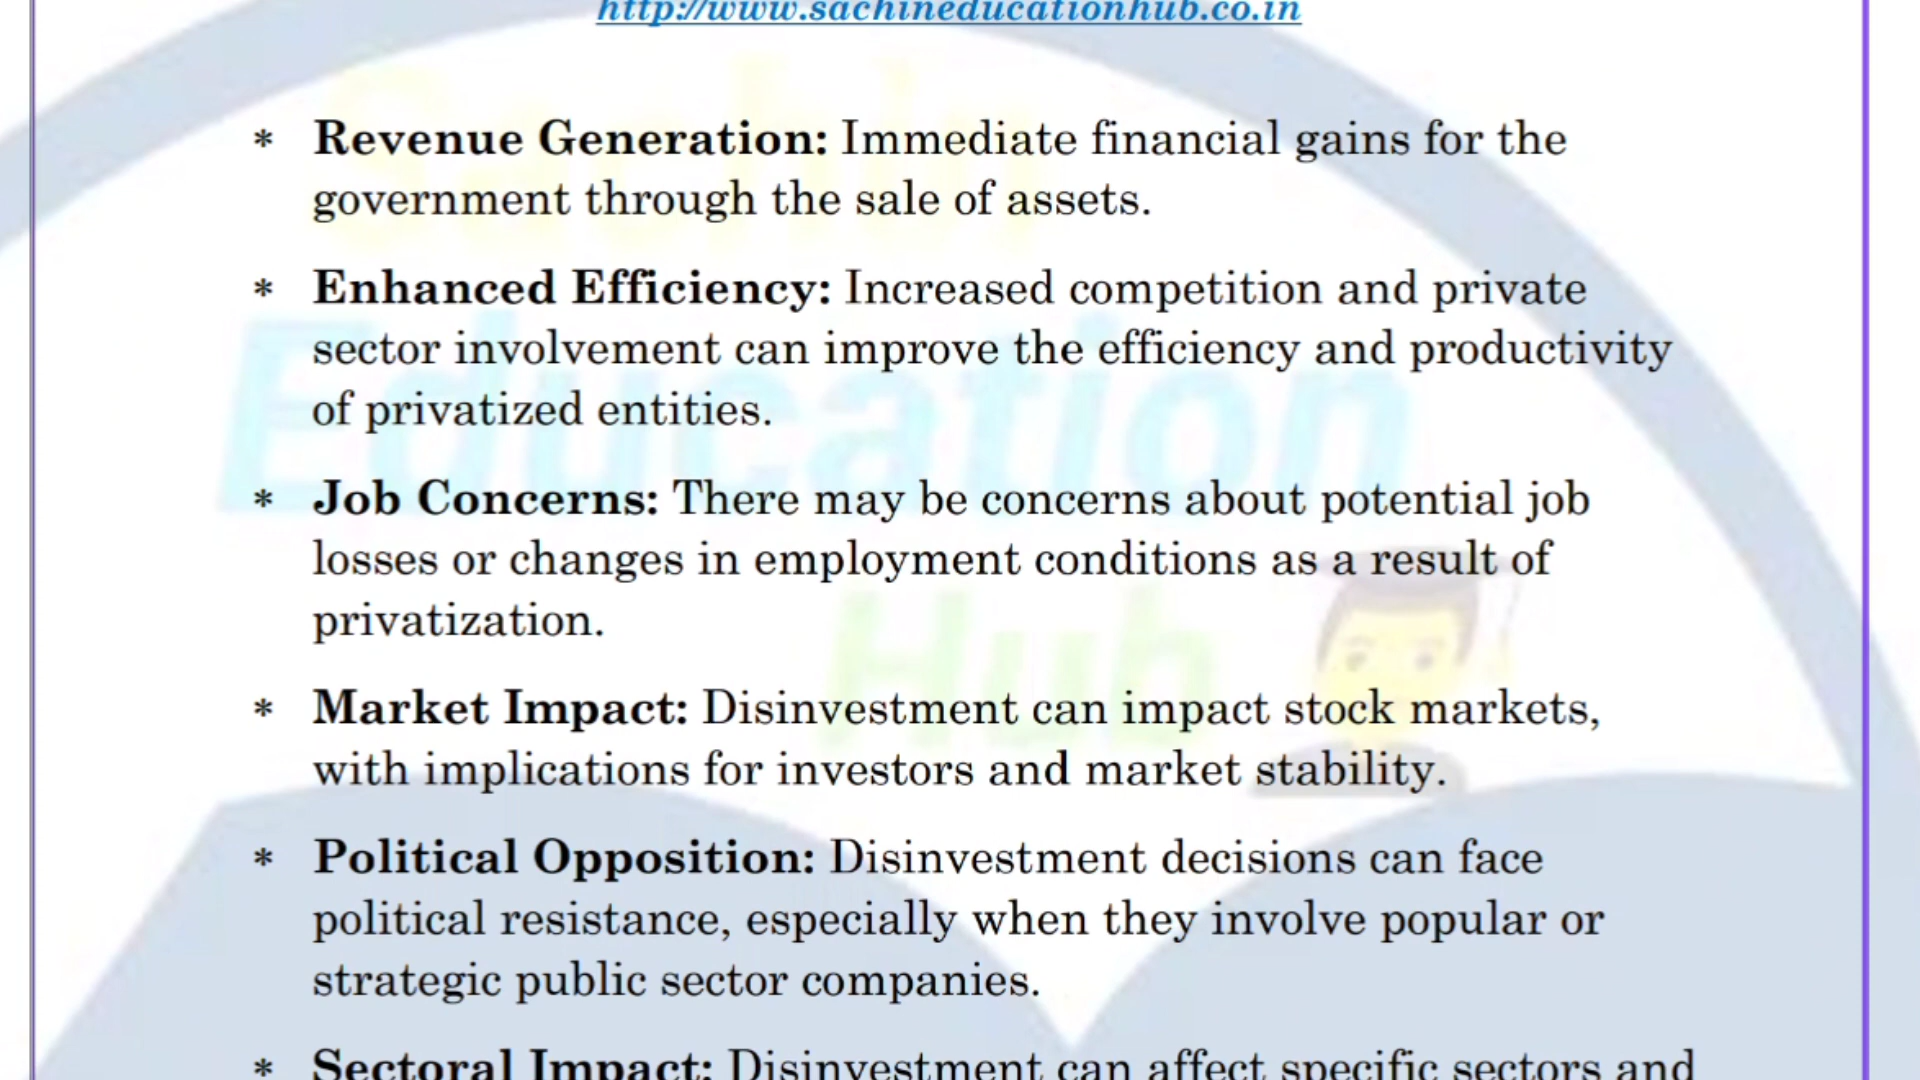 http://www.sachineducationhub.co.in
Sachin
Education
Hub
* Revenue Generation: Immediate financial gains for the
government through the sale of assets.
* Enhanced Efficiency: Increased competition and private
sector involvement can improve the efficiency and productivity
of privatized entities.
* Job Concerns: There may be concerns about potential job
losses or changes in employment conditions as a result of
privatization.
* Market Impact: Disinvestment can impact stock markets,
with implications for investors and market stability.
* Political Opposition: Disinvestment decisions can face
political resistance, especially when they involve popular or
strategic public sector companies.
* Sectoral Impact: Disinvestment can affect specific sectors and